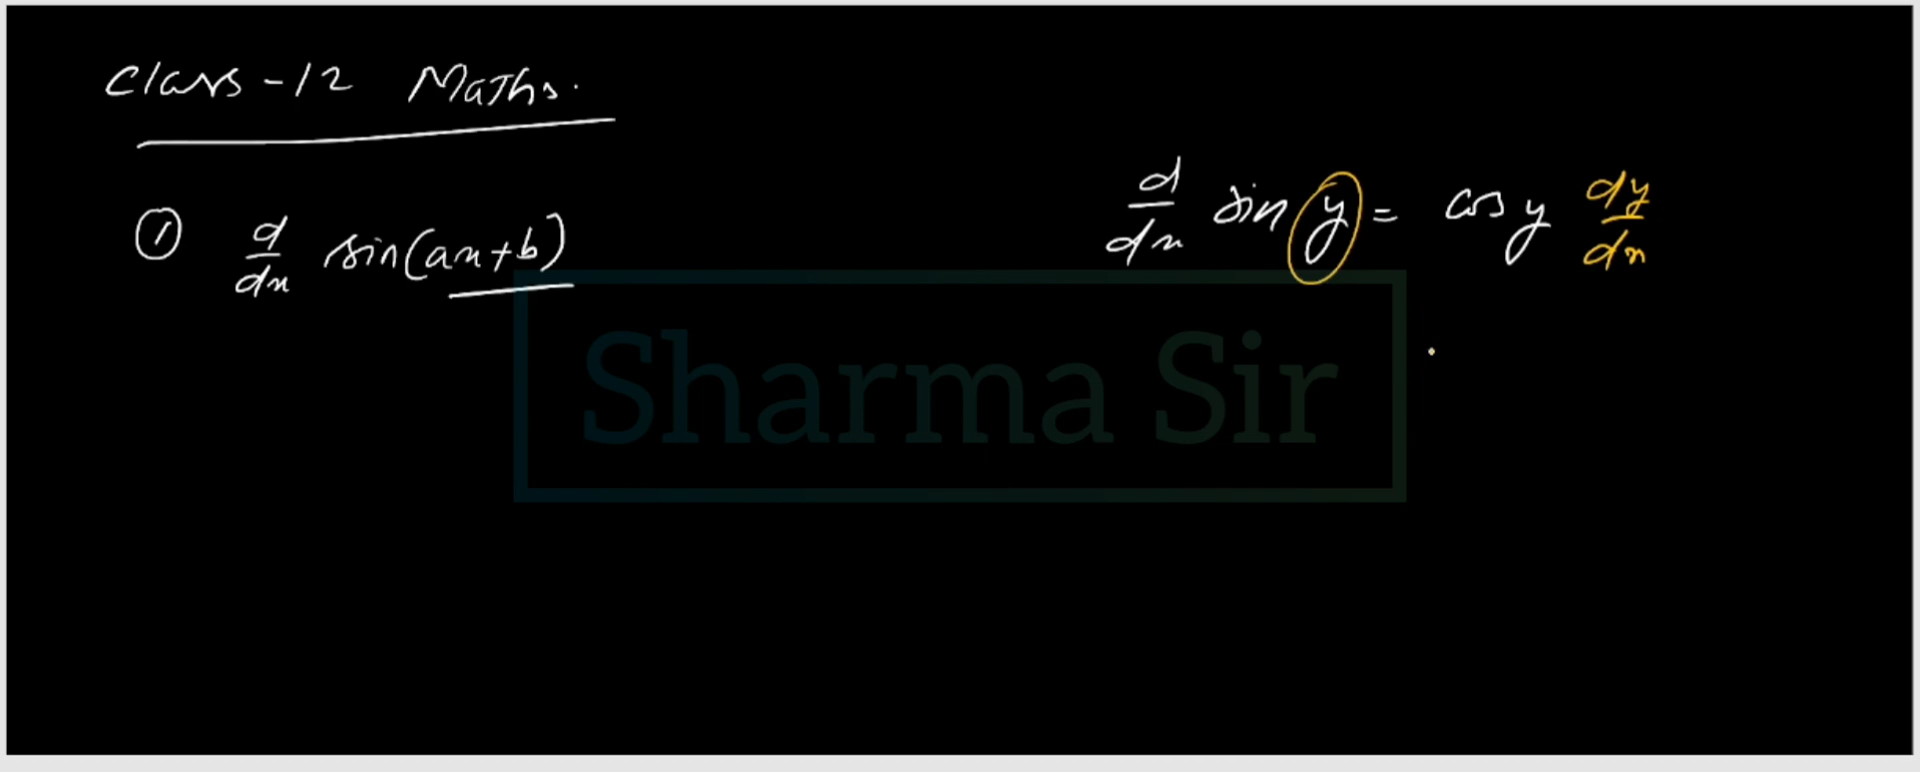 Class-12 Maths.
① d/dx sin(ax+b)
d/dx sin y = cos y dy/dx
Sharma Sir